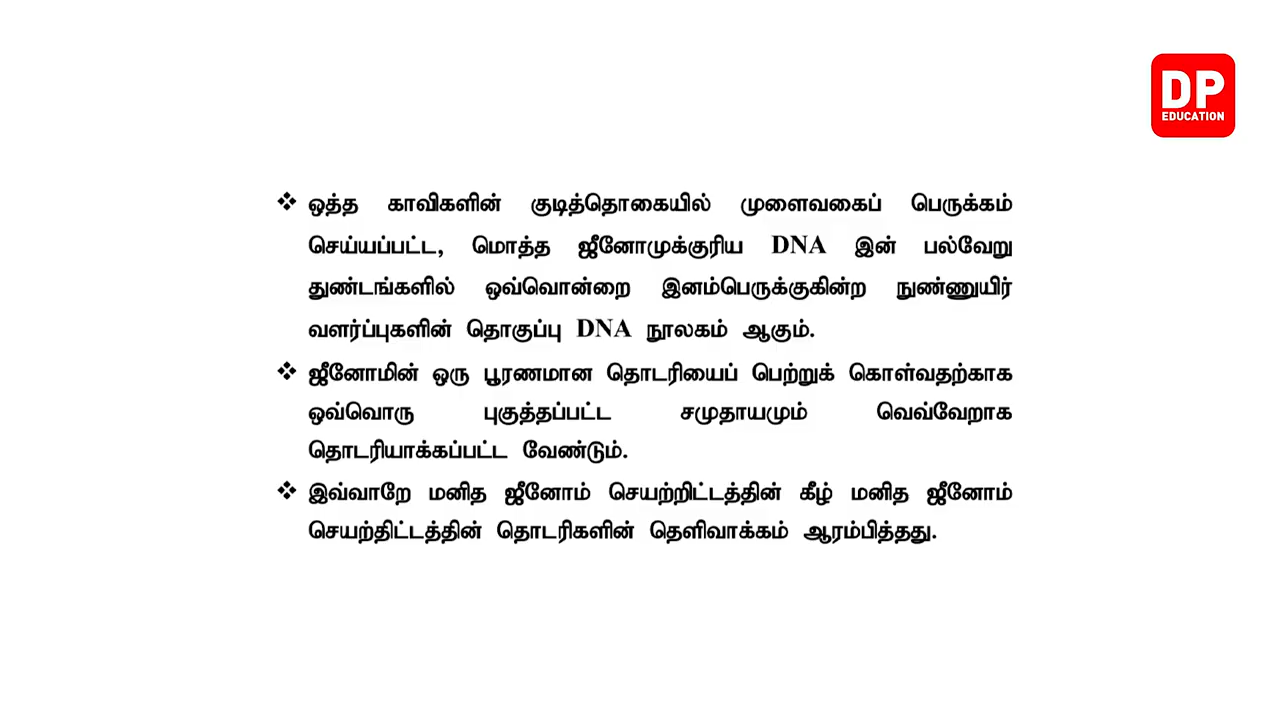 DP
EDUCATION
❖ ஒத்த காவிகளின் குடித்தொகையில் முளைவகைப் பெருக்கம்
செய்யப்பட்ட, மொத்த ஜீனோமுக்குரிய DNA இன் பல்வேறு
துண்டங்களில் ஒவ்வொன்றை இனம்பெருக்குகின்ற நுண்ணுயிர்
வளர்ப்புகளின் தொகுப்பு DNA நூலகம் ஆகும்.
❖ ஜீனோமின் ஒரு பூரணமான தொடரியைப் பெற்றுக் கொள்வதற்காக
ஒவ்வொரு புகுத்தப்பட்ட சமுதாயமும் வெவ்வேறாக
தொடரியாக்கப்பட்ட வேண்டும்.
❖ இவ்வாறே மனித ஜீனோம் செயற்றிட்டத்தின் கீழ் மனித ஜீனோம்
செயற்திட்டத்தின் தொடரிகளின் தெளிவாக்கம் ஆரம்பித்தது.